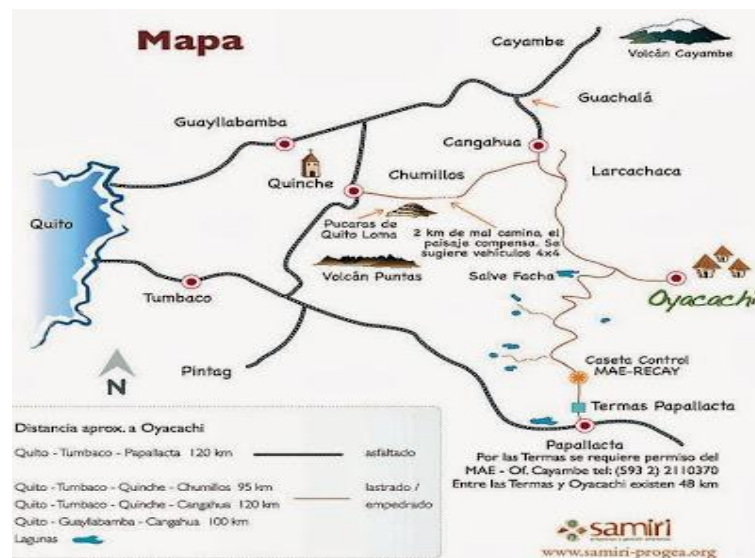 Mapa
Cayambe
Volcán Cayambe
Guachalá
Guayllabamba
Cangahua
Quinche
Chumillos
Larcachaca
Quito
Pucaras de
Quito Loma
2 km de mal camino, el
paisaje compensa. Se
sugiere vehículos 4x4
Volcán Puntas
Salve Facha
Oyacachi
Tumbaco
Pintag
N
Caseta Control
MAE-RECAY
Termas Papallacta
Papallacta
Por las Termas se requiere permiso del
MAE - Of. Cayambe tel: (593 2) 2110370
Entre las Termas y Oyacachi existen 48 km
Distancia aprox. a Oyacachi
Quito - Tumbaco - Papallacta 120 km
asfaltado
Quito - Tumbaco - Quinche - Chumillos 95 km
Quito - Tumbaco - Quinche - Cangahua 120 km
Quito - Guayllabamba - Cangahua 100 km
lastrado /
empedrado
Lagunas
samiri
www.samiri-progea.org